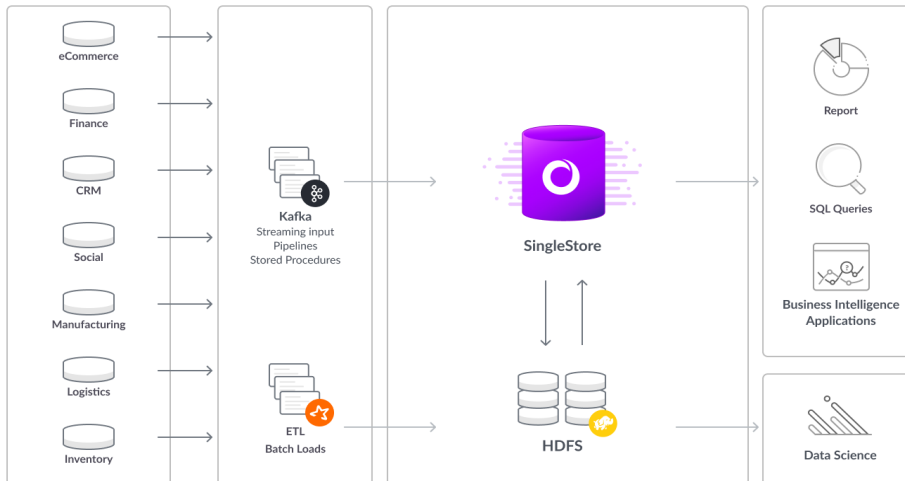 eCommerce
Finance
CRM
Social
Manufacturing
Logistics
Inventory
Kafka
Streaming input
Pipelines
Stored Procedures
ETL
Batch Loads
SingleStore
HDFS
Report
SQL Queries
?
Business Intelligence
Applications
Data Science